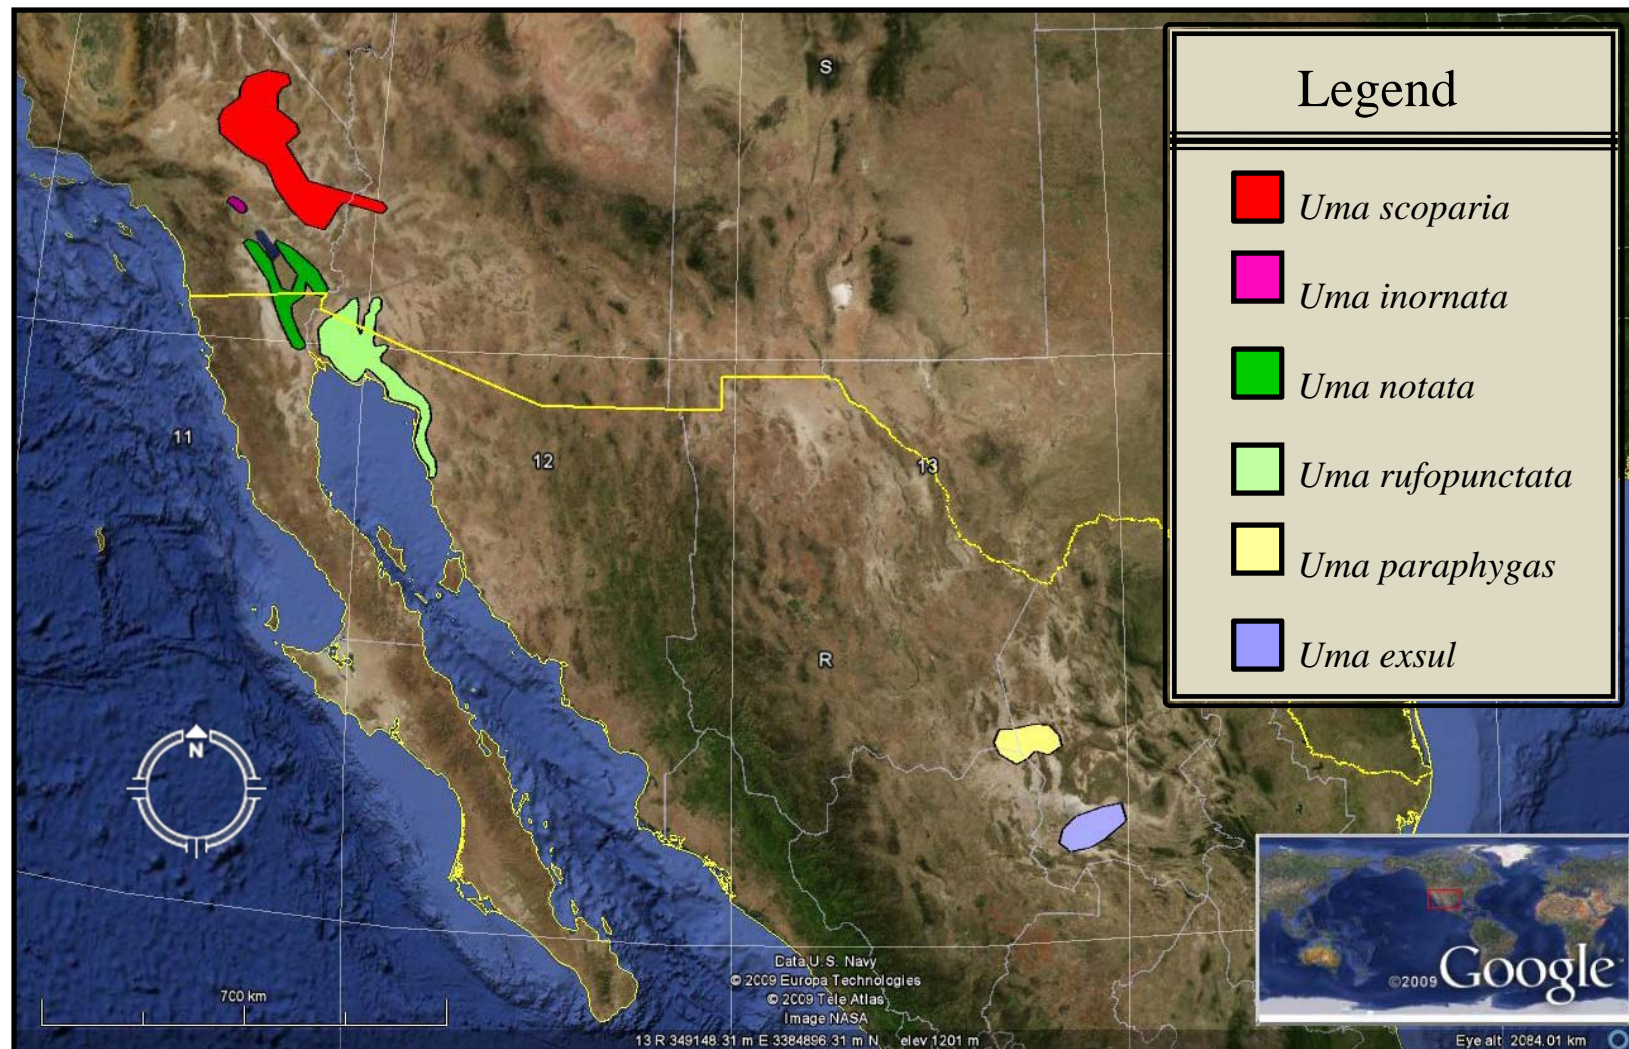 S
Legend
Uma scoparia
Uma inornata
Uma notata
Uma rufopunctata
Uma paraphygas
Uma exsul
11
12
13
R
N
700 km
Data U.S. Navy
© 2009 Europa Technologies
© 2009 Tele Atlas
Image NASA
©2009 Google
13 R 349148.31 m E 3384896.31 m N elev 1201 m
Eye alt 2084.01 km